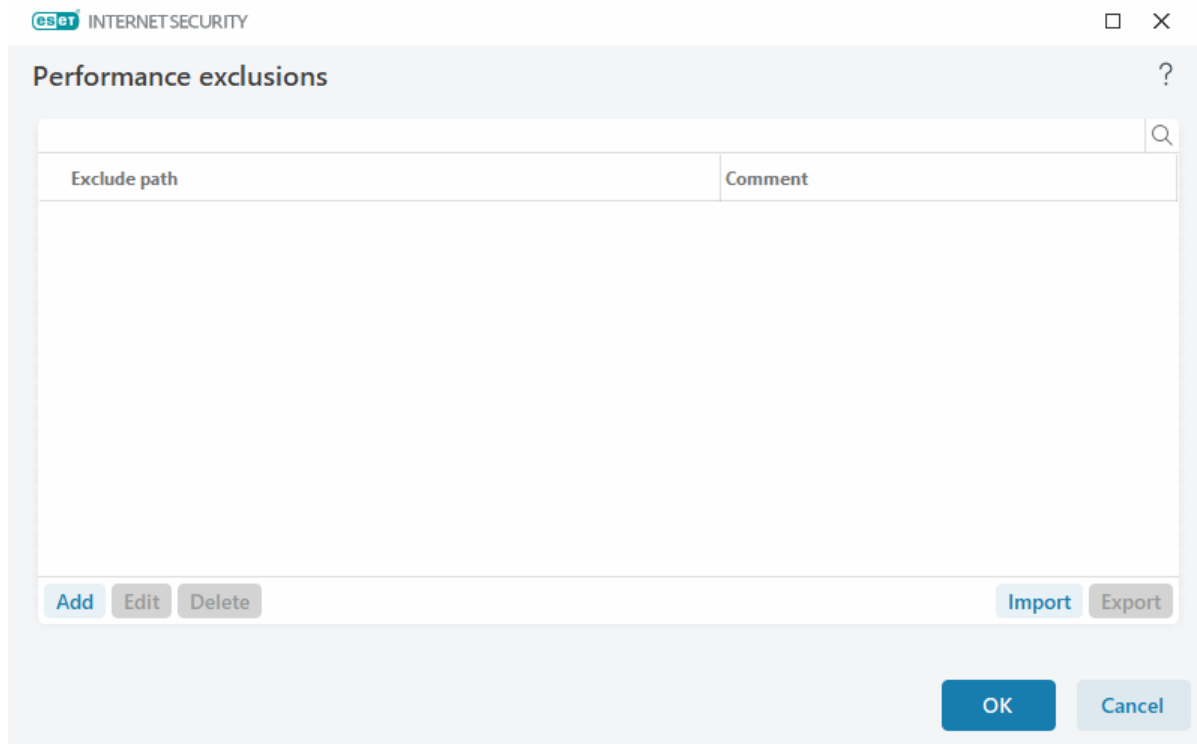 eset INTERNET SECURITY
Performance exclusions
?
Exclude path Comment
Add Edit Delete Import Export
OK Cancel